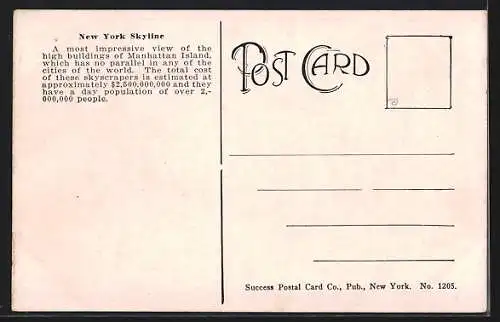 New York Skyline
A most impressive view of the
high buildings of Manhattan Island,
which has no parallel in any of the
cities of the world. The total cost
of these skyscrapers is estimated at
approximately $2,500,000,000 and they
have a day population of over 2,-
000,000 people.
POST CARD
Success Postal Card Co., Pub., New York. No. 1205.